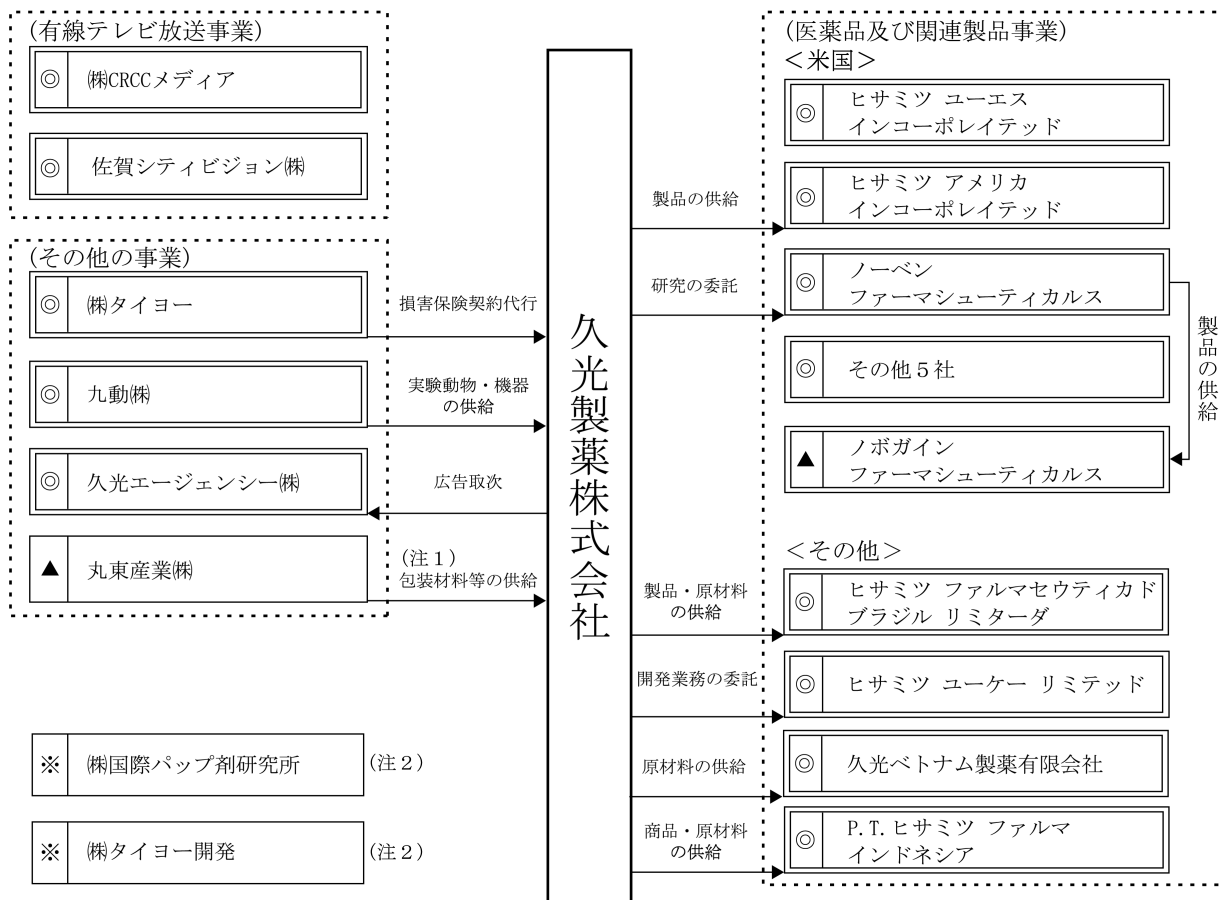 (有線テレビ放送事業)
◎ ㈱CRCCメディア
◎ 佐賀シティビジョン㈱
(その他の事業)
◎ ㈱タイヨー
損害保険契約代行
◎ 九動㈱
実験動物・機器
の供給
◎ 久光エージェンシー㈱
広告取次
▲ 丸東産業㈱
(注１)
包装材料等の供給
※ ㈱国際パップ剤研究所
(注２)
※ ㈱タイヨー開発
(注２)
久光製薬株式会社
(医薬品及び関連製品事業)
＜米国＞
◎ ヒサミツ ユーエス
インコーポレイテッド
製品の供給
◎ ヒサミツ アメリカ
インコーポレイテッド
研究の委託
◎ ノーベン
ファーマシューティカルス
◎ その他５社
製品の供給
▲ ノボガイン
ファーマシューティカルス
＜その他＞
製品・原材料
の供給
◎ ヒサミツ ファルマセウティカド
ブラジル リミターダ
開発業務の委託
◎ ヒサミツ ユーケー リミテッド
原材料の供給
◎ 久光ベトナム製薬有限会社
商品・原材料
の供給
◎ P.T.ヒサミツ ファルマ
インドネシア